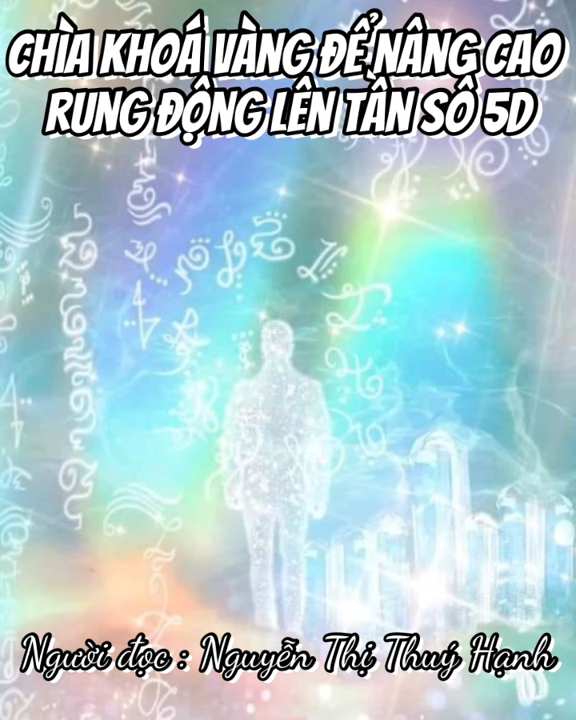 CHÌA KHOÁ VÀNG ĐỂ NÂNG CAO
RUNG ĐỘNG LÊN TẦN SỐ 5D
Người đọc : Nguyễn Thị Thuý Hạnh